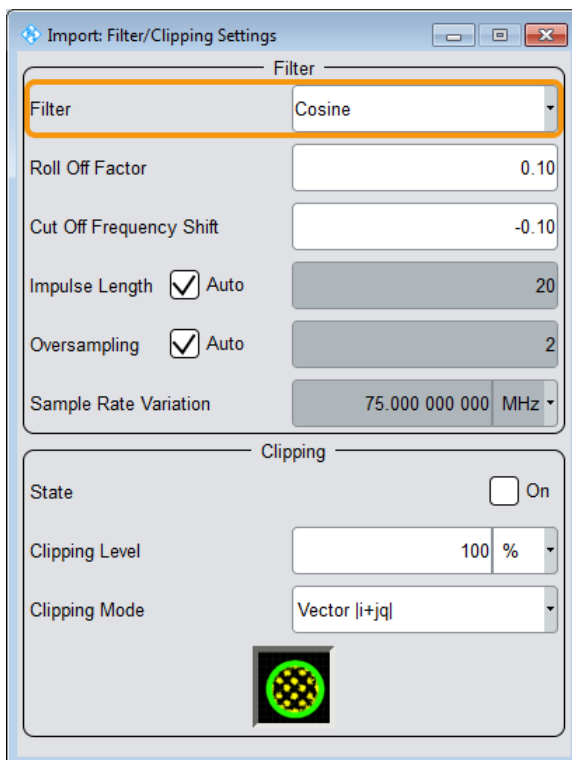 Import: Filter/Clipping Settings
Filter
Filter Cosine
Roll Off Factor 0.10
Cut Off Frequency Shift -0.10
Impulse Length Auto 20
Oversampling Auto 2
Sample Rate Variation 75.000 000 000 MHz
Clipping
State On
Clipping Level 100 %
Clipping Mode Vector |i+jq|